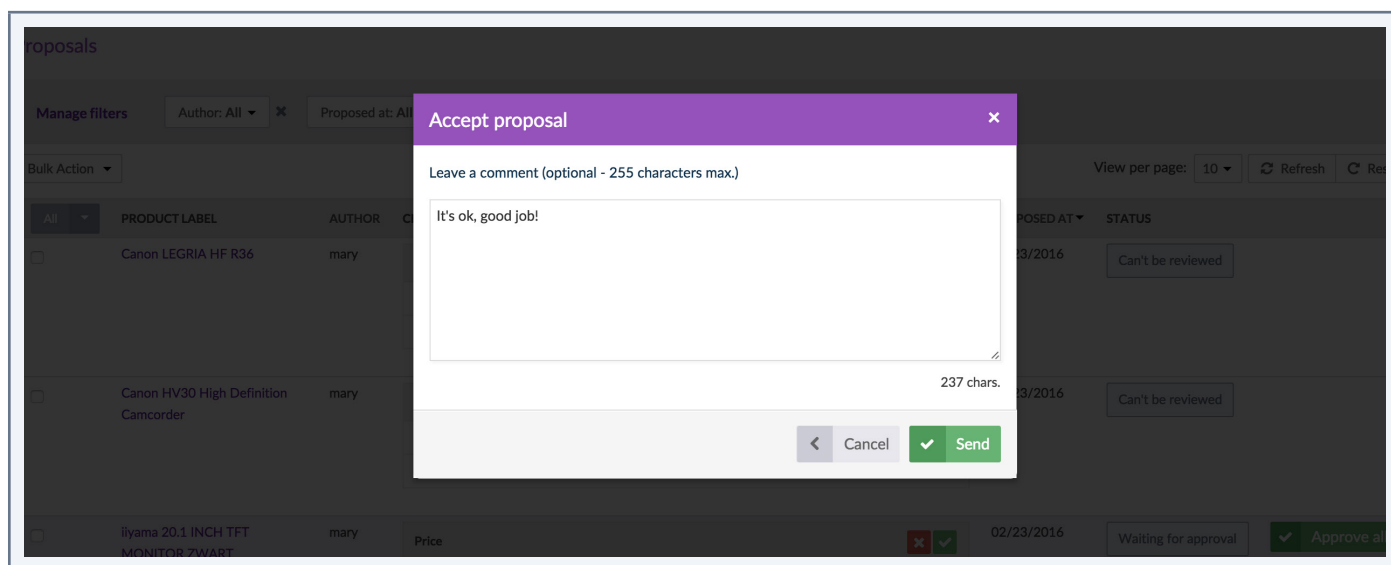 roposals
Manage filters Author: All Proposed at: All
Accept proposal
Leave a comment (optional - 255 characters max.)
It's ok, good job!
237 chars.
Cancel Send
Bulk Action View per page: 10 Refresh Res
All PRODUCT LABEL AUTHOR C POSED AT STATUS
Canon LEGRIA HF R36 mary 23/2016 Can't be reviewed
Canon HV30 High Definition mary 23/2016 Can't be reviewed
Camcorder
iiyama 20.1 INCH TFT mary Price 02/23/2016 Waiting for approval Approve all
MONITOR ZWART